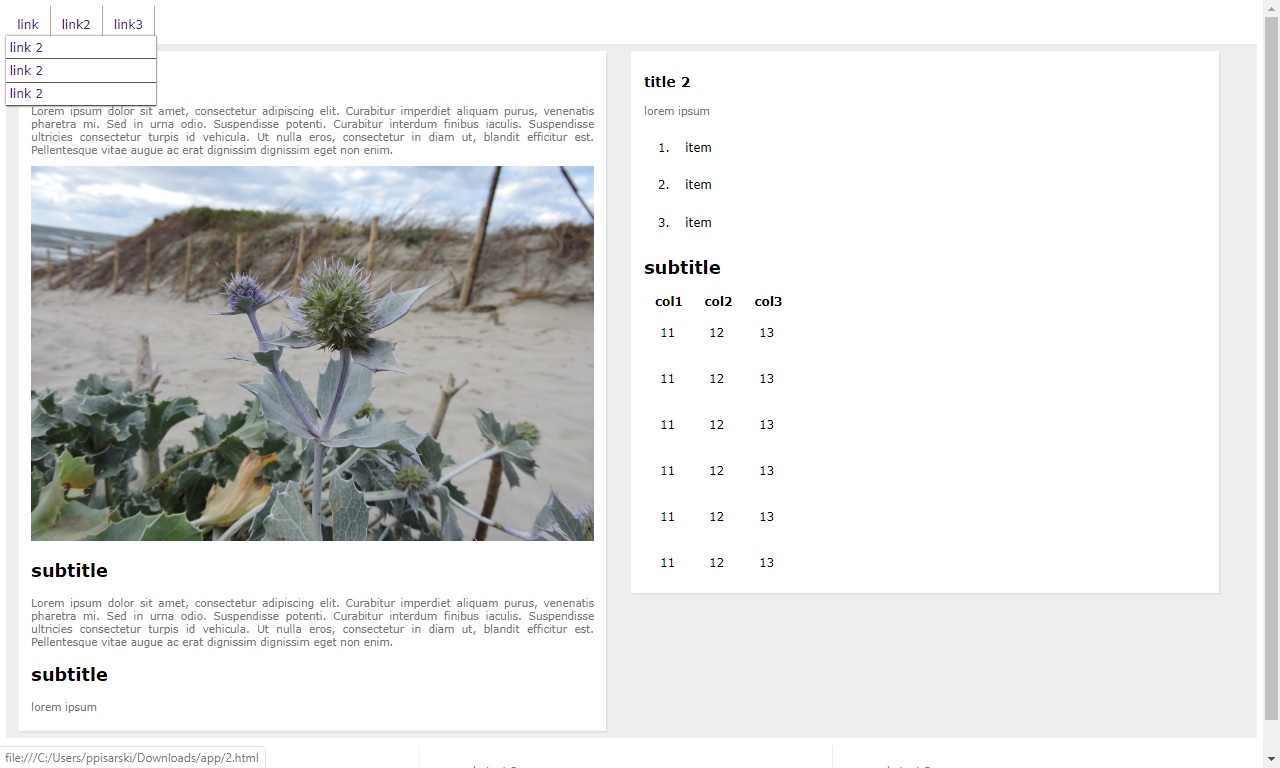 link link2 link3
link 2
link 2
link 2
Lorem ipsum dolor sit amet, consectetur adipiscing elit. Curabitur imperdiet aliquam purus, venenatis
pharetra mi. Sed in urna odio. Suspendisse potenti. Curabitur interdum finibus iaculis. Suspendisse
ultricies consectetur turpis id vehicula. Ut nulla eros, consectetur in diam ut, blandit efficitur est.
Pellentesque vitae augue ac erat dignissim dignissim eget non enim.
subtitle
Lorem ipsum dolor sit amet, consectetur adipiscing elit. Curabitur imperdiet aliquam purus, venenatis
pharetra mi. Sed in urna odio. Suspendisse potenti. Curabitur interdum finibus iaculis. Suspendisse
ultricies consectetur turpis id vehicula. Ut nulla eros, consectetur in diam ut, blandit efficitur est.
Pellentesque vitae augue ac erat dignissim dignissim eget non enim.
subtitle
lorem ipsum
title 2
lorem ipsum
1. item
2. item
3. item
subtitle
col1 col2 col3
11 12 13
11 12 13
11 12 13
11 12 13
11 12 13
11 12 13
file:///C:/Users/ppisarski/Downloads/app/2.html